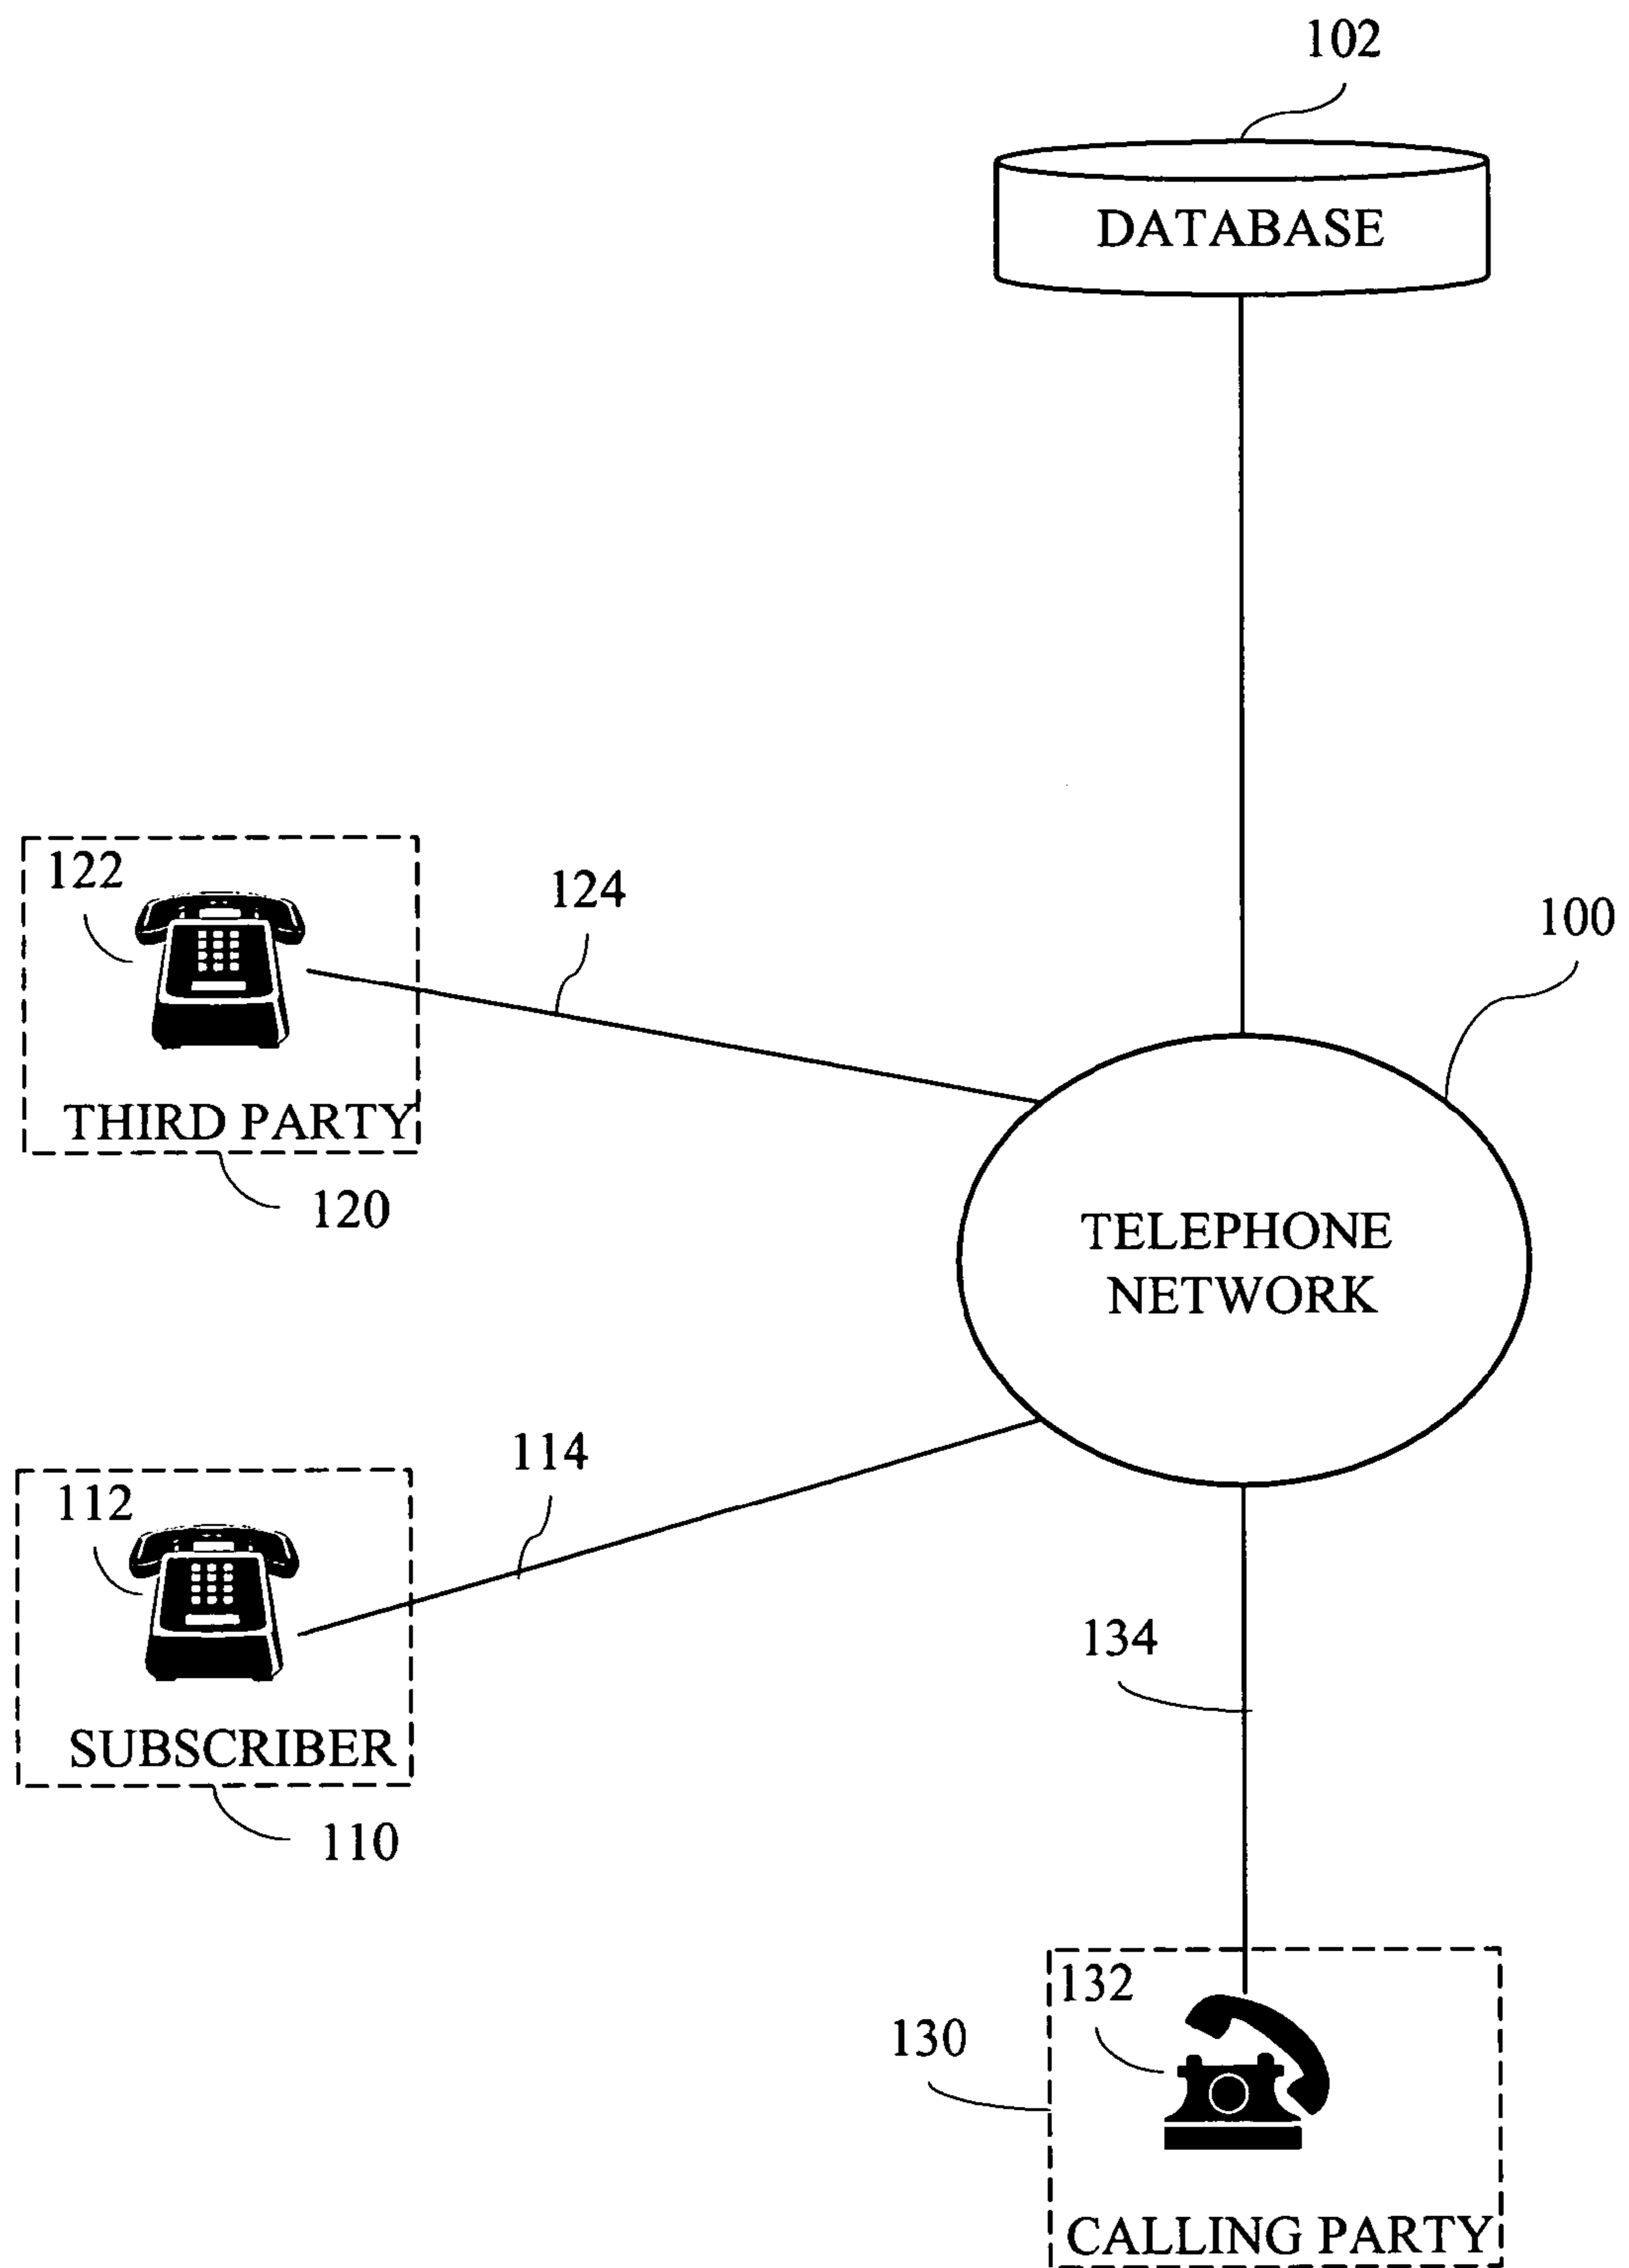 102
DATABASE
122
124
100
THIRD PARTY
120
TELEPHONE
NETWORK
114
112
134
SUBSCRIBER
110
132
130
CALLING PARTY